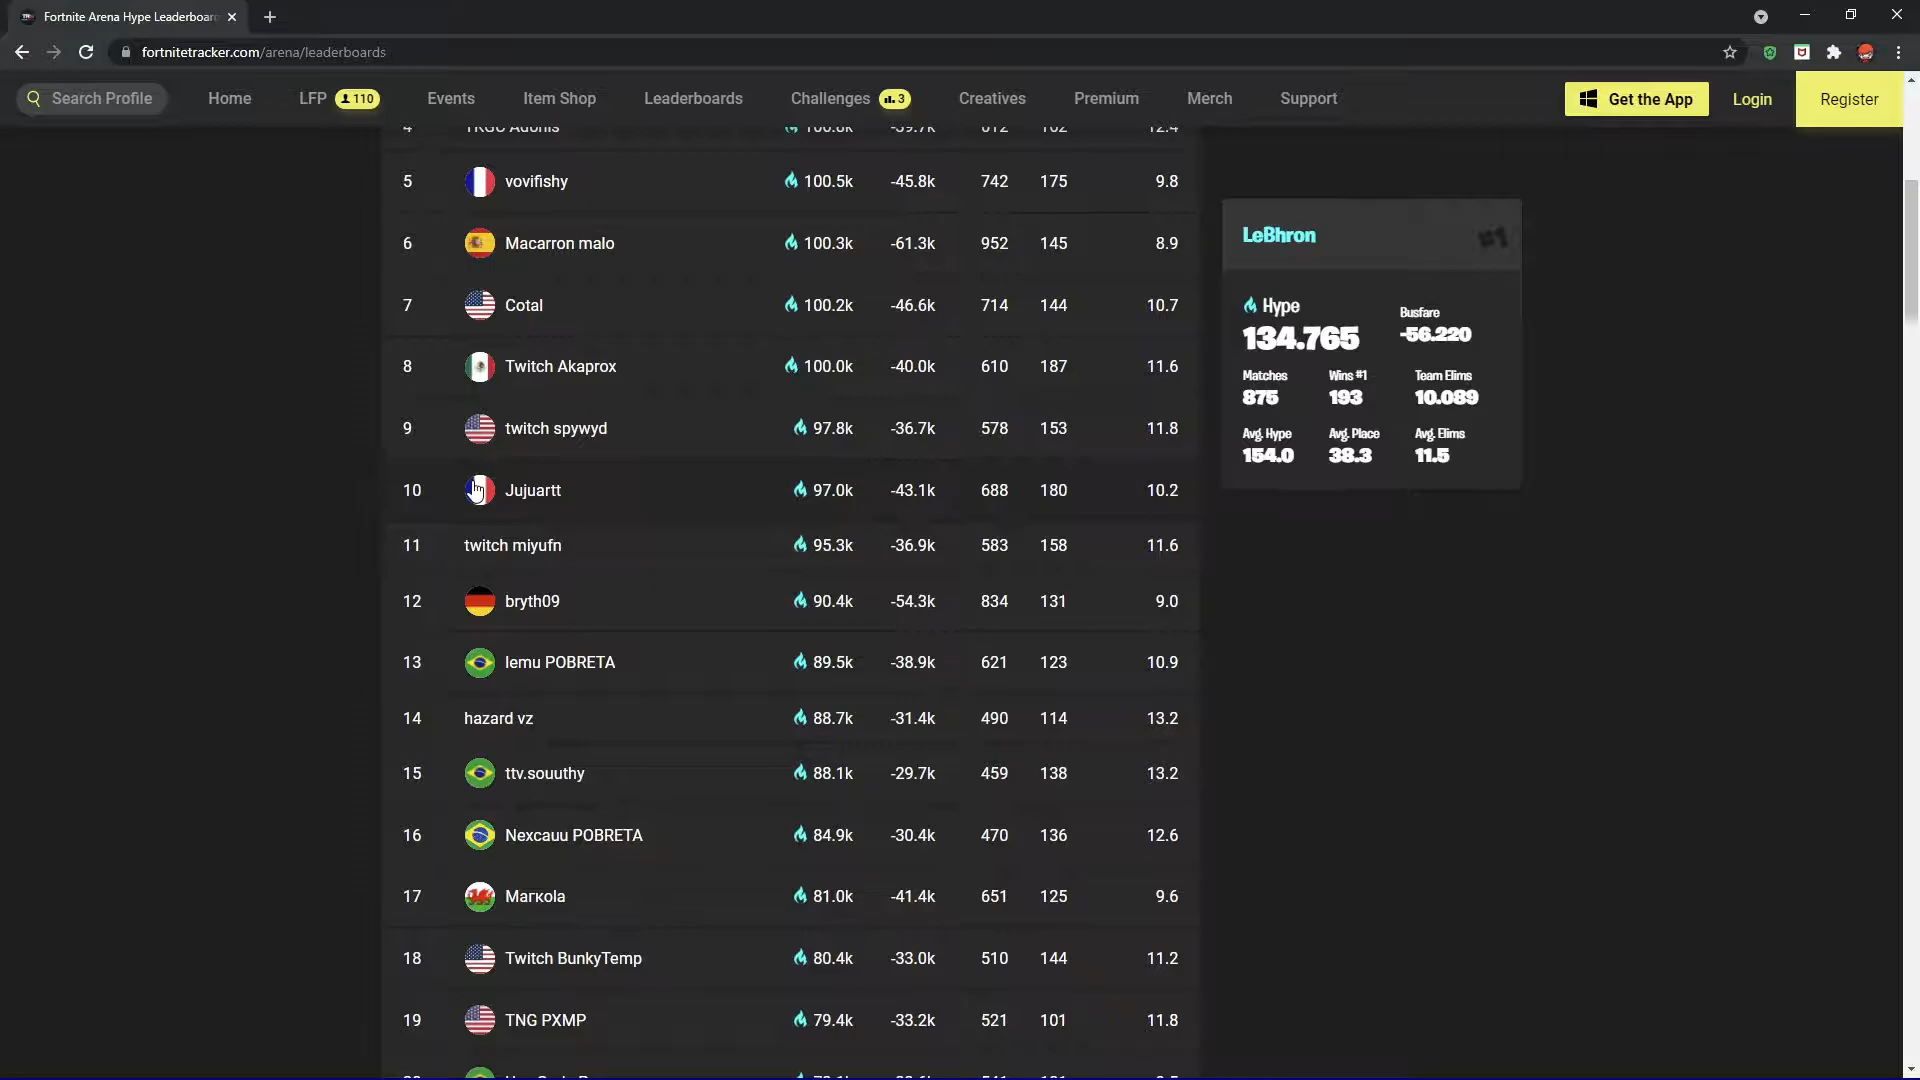 Fortnite Arena Hype Leaderboar
fortnitetracker.com/arena/leaderboards
Search Profile Home LFP 110 Events Item Shop Leaderboards Challenges 3 Creatives Premium Merch Support Get the App Login Register
5 vovifishy 100.5k -45.8k 742 175 9.8
6 Macarron malo 100.3k -61.3k 952 145 8.9
7 Cotal 100.2k -46.6k 714 144 10.7
8 Twitch Akaprox 100.0k -40.0k 610 187 11.6
9 twitch spywyd 97.8k -36.7k 578 153 11.8
10 Jujuartt 97.0k -43.1k 688 180 10.2
11 twitch miyufn 95.3k -36.9k 583 158 11.6
12 bryth09 90.4k -54.3k 834 131 9.0
13 lemu POBRETA 89.5k -38.9k 621 123 10.9
14 hazard vz 88.7k -31.4k 490 114 13.2
15 ttv.souuthy 88.1k -29.7k 459 138 13.2
16 Nexcauu POBRETA 84.9k -30.4k 470 136 12.6
17 Maгкola 81.0k -41.4k 651 125 9.6
18 Twitch BunkyTemp 80.4k -33.0k 510 144 11.2
19 TNG PXMP 79.4k -33.2k 521 101 11.8
LeBhron #1
Hype Busfare
134.765 -56.220
Matches Wins #1 Team Elims
875 193 10.089
Avg. Hype Avg. Place Avg. Elims
154.0 38.3 11.5